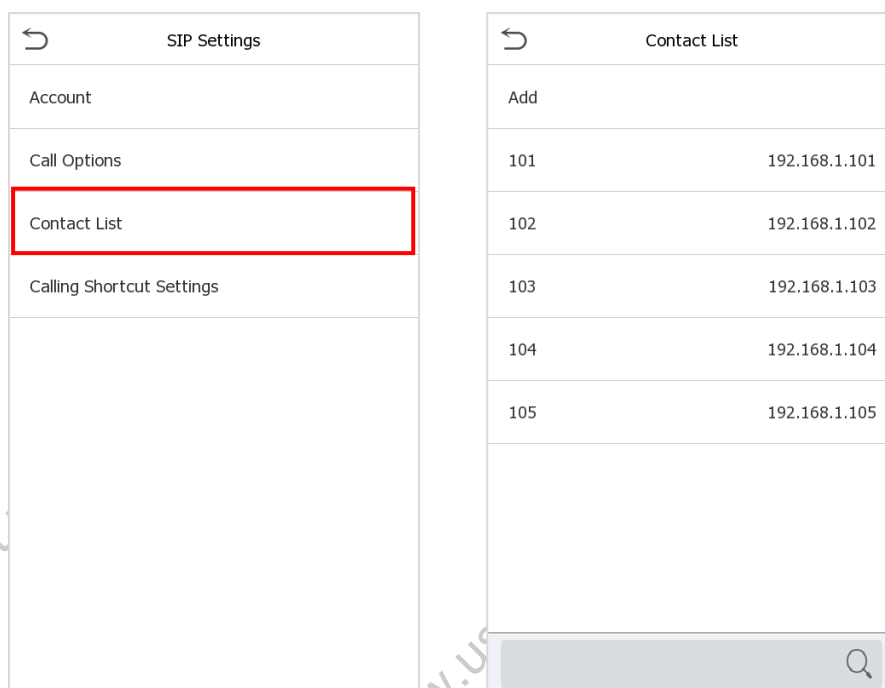 SIP Settings
Account
Call Options
Contact List
Calling Shortcut Settings
Contact List
Add
101 192.168.1.101
102 192.168.1.102
103 192.168.1.103
104 192.168.1.104
105 192.168.1.105